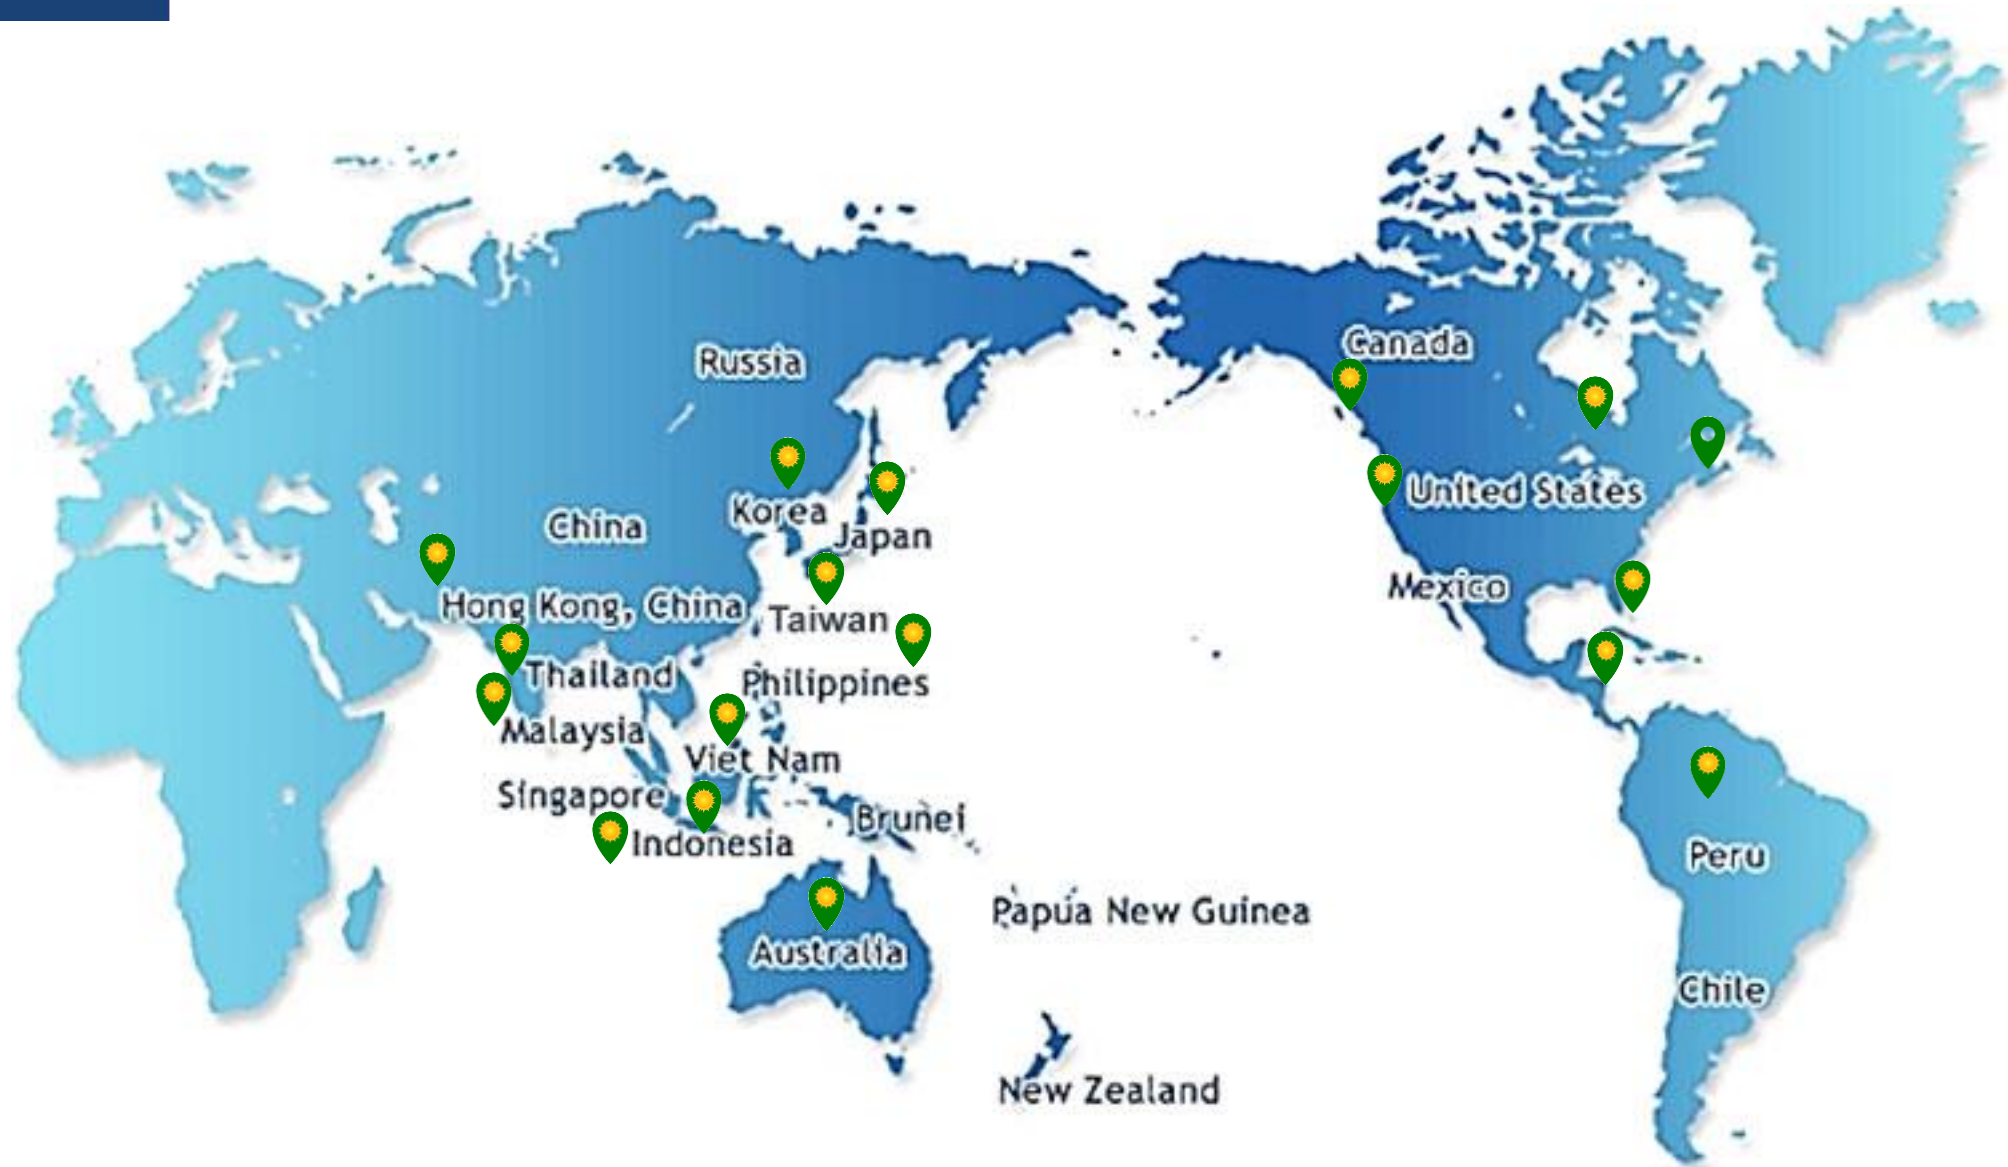 Canada
Russia
United States
Korea
China
Japan
Mexico
Hong Kong, China
Taiwan
Thailand
Philippines
Malaysia
Viet Nam
Singapore
Brunei
Indonesia
Peru
Papua New Guinea
Australia
Chile
New Zealand